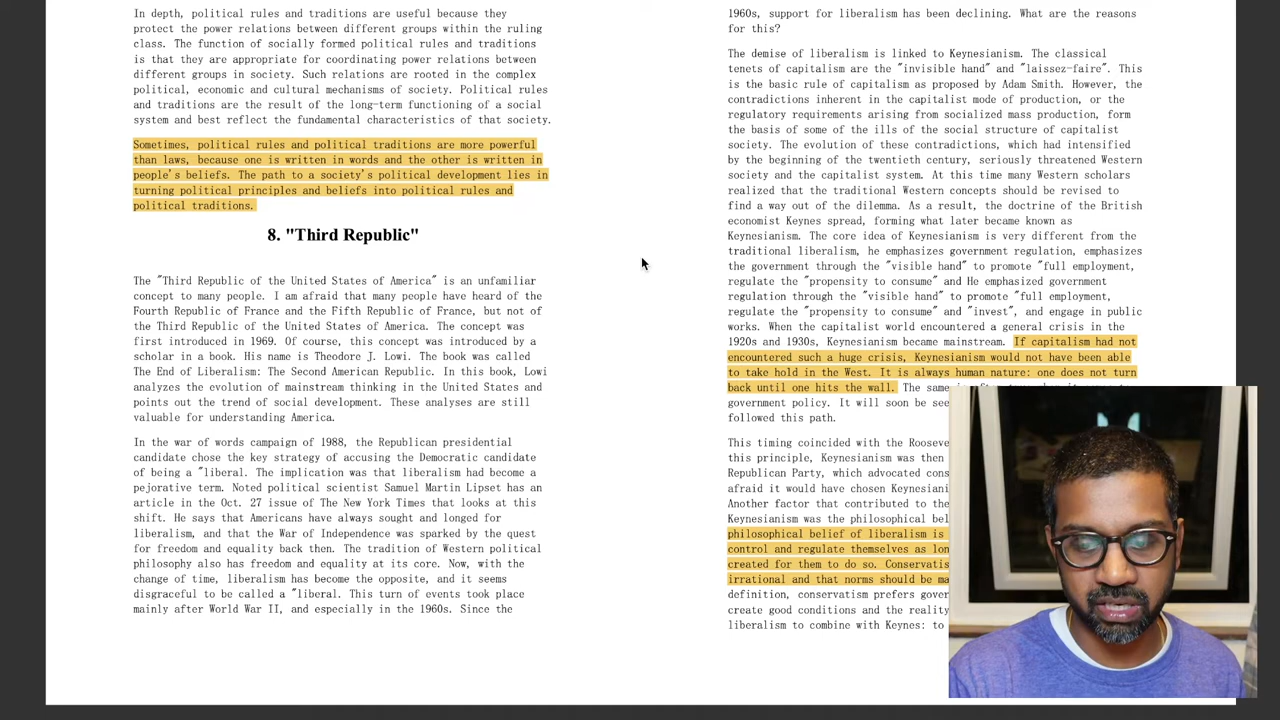 In depth, political rules and traditions are useful because they
protect the power relations between different groups within the ruling
class. The function of socially formed political rules and traditions
is that they are appropriate for coordinating power relations between
different groups in society. Such relations are rooted in the complex
political, economic and cultural mechanisms of society. Political rules
and traditions are the result of the long-term functioning of a social
system and best reflect the fundamental characteristics of that society.
Sometimes, political rules and political traditions are more powerful
than laws, because one is written in words and the other is written in
people's beliefs. The path to a society's political development lies in
turning political principles and beliefs into political rules and
political traditions.
8. "Third Republic"
The "Third Republic of the United States of America" is an unfamiliar
concept to many people. I am afraid that many people have heard of the
Fourth Republic of France and the Fifth Republic of France, but not of
the Third Republic of the United States of America. The concept was
first introduced in 1969. Of course, this concept was introduced by a
scholar in a book. His name is Theodore J. Lowi. The book was called
The End of Liberalism: The Second American Republic. In this book, Lowi
analyzes the evolution of mainstream thinking in the United States and
points out the trend of social development. These analyses are still
valuable for understanding America.
In the war of words campaign of 1988, the Republican presidential
candidate chose the key strategy of accusing the Democratic candidate
of being a "liberal. The implication was that liberalism had become a
pejorative term. Noted political scientist Samuel Martin Lipset has an
article in the Oct. 27 issue of The New York Times that looks at this
shift. He says that Americans have always sought and longed for
liberalism, and that the War of Independence was sparked by the quest
for freedom and equality back then. The tradition of Western political
philosophy also has freedom and equality at its core. Now, with the
change of time, liberalism has become the opposite, and it seems
disgraceful to be called a "liberal. This turn of events took place
mainly after World War II, and especially in the 1960s. Since the
1960s, support for liberalism has been declining. What are the reasons
for this?
The demise of liberalism is linked to Keynesianism. The classical
tenets of capitalism are the "invisible hand" and "laissez-faire". This
is the basic rule of capitalism as proposed by Adam Smith. However, the
contradictions inherent in the capitalist mode of production, or the
regulatory requirements arising from socialized mass production, form
the basis of some of the ills of the social structure of capitalist
society. The evolution of these contradictions, which had intensified
by the beginning of the twentieth century, seriously threatened Western
society and the capitalist system. At this time many Western scholars
realized that the traditional Western concepts should be revised to
find a way out of the dilemma. As a result, the doctrine of the British
economist Keynes spread, forming what later became known as
Keynesianism. The core idea of Keynesianism is very different from the
traditional liberalism, he emphasizes government regulation, emphasizes
the government through the "visible hand" to promote "full employment,
regulate the "propensity to consume" and He emphasized government
regulation through the "visible hand" to promote "full employment,
regulate the "propensity to consume" and "invest", and engage in public
works. When the capitalist world encountered a general crisis in the
1920s and 1930s, Keynesianism became mainstream. If capitalism had not
encountered such a huge crisis, Keynesianism would not have been able
to take hold in the West. It is always human nature: one does not turn
back until one hits the wall. The same
government policy. It will soon be see
followed this path.
This timing coincided with the Rooseve
this principle, Keynesianism was then
Republican Party, which advocated cons
afraid it would have chosen Keynesiani
Another factor that contributed to the
Keynesianism was the philosophical bel
philosophical belief of liberalism is
control and regulate themselves as lon
created for them to do so. Conservatis
irrational and that norms should be ma
definition, conservatism prefers gover
create good conditions and the reality
liberalism to combine with Keynes: to